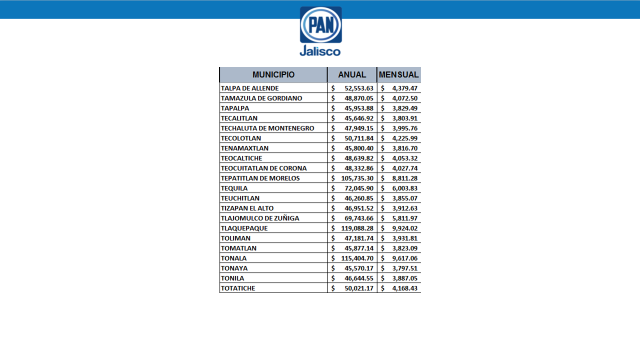 PAN
Jalisco
MUNICIPIO ANUAL MENSUAL
TALPA DE ALLENDE $ 52,553.63 $ 4,379.47
TAMAZULA DE GORDIANO $ 48,870.05 $ 4,072.50
TAPALPA $ 45,953.88 $ 3,829.49
TECALITLAN $ 45,646.92 $ 3,803.91
TECHALUTA DE MONTENEGRO $ 47,949.15 $ 3,995.76
TECOLOTLAN $ 50,711.84 $ 4,225.99
TENAMAXTLAN $ 45,800.40 $ 3,816.70
TEOCALTICHE $ 48,639.82 $ 4,053.32
TEOCUITATLAN DE CORONA $ 48,332.86 $ 4,027.74
TEPATITLAN DE MORELOS $ 105,735.30 $ 8,811.28
TEQUILA $ 72,045.90 $ 6,003.83
TEUCHITLAN $ 46,260.85 $ 3,855.07
TIZAPAN EL ALTO $ 46,951.52 $ 3,912.63
TLAJOMULCO DE ZUÑIGA $ 69,743.66 $ 5,811.97
TLAQUEPAQUE $ 119,088.28 $ 9,924.02
TOLIMAN $ 47,181.74 $ 3,931.81
TOMATLAN $ 45,877.14 $ 3,823.09
TONALA $ 115,404.70 $ 9,617.06
TONAYA $ 45,570.17 $ 3,797.51
TONILA $ 46,644.55 $ 3,887.05
TOTATICHE $ 50,021.17 $ 4,168.43